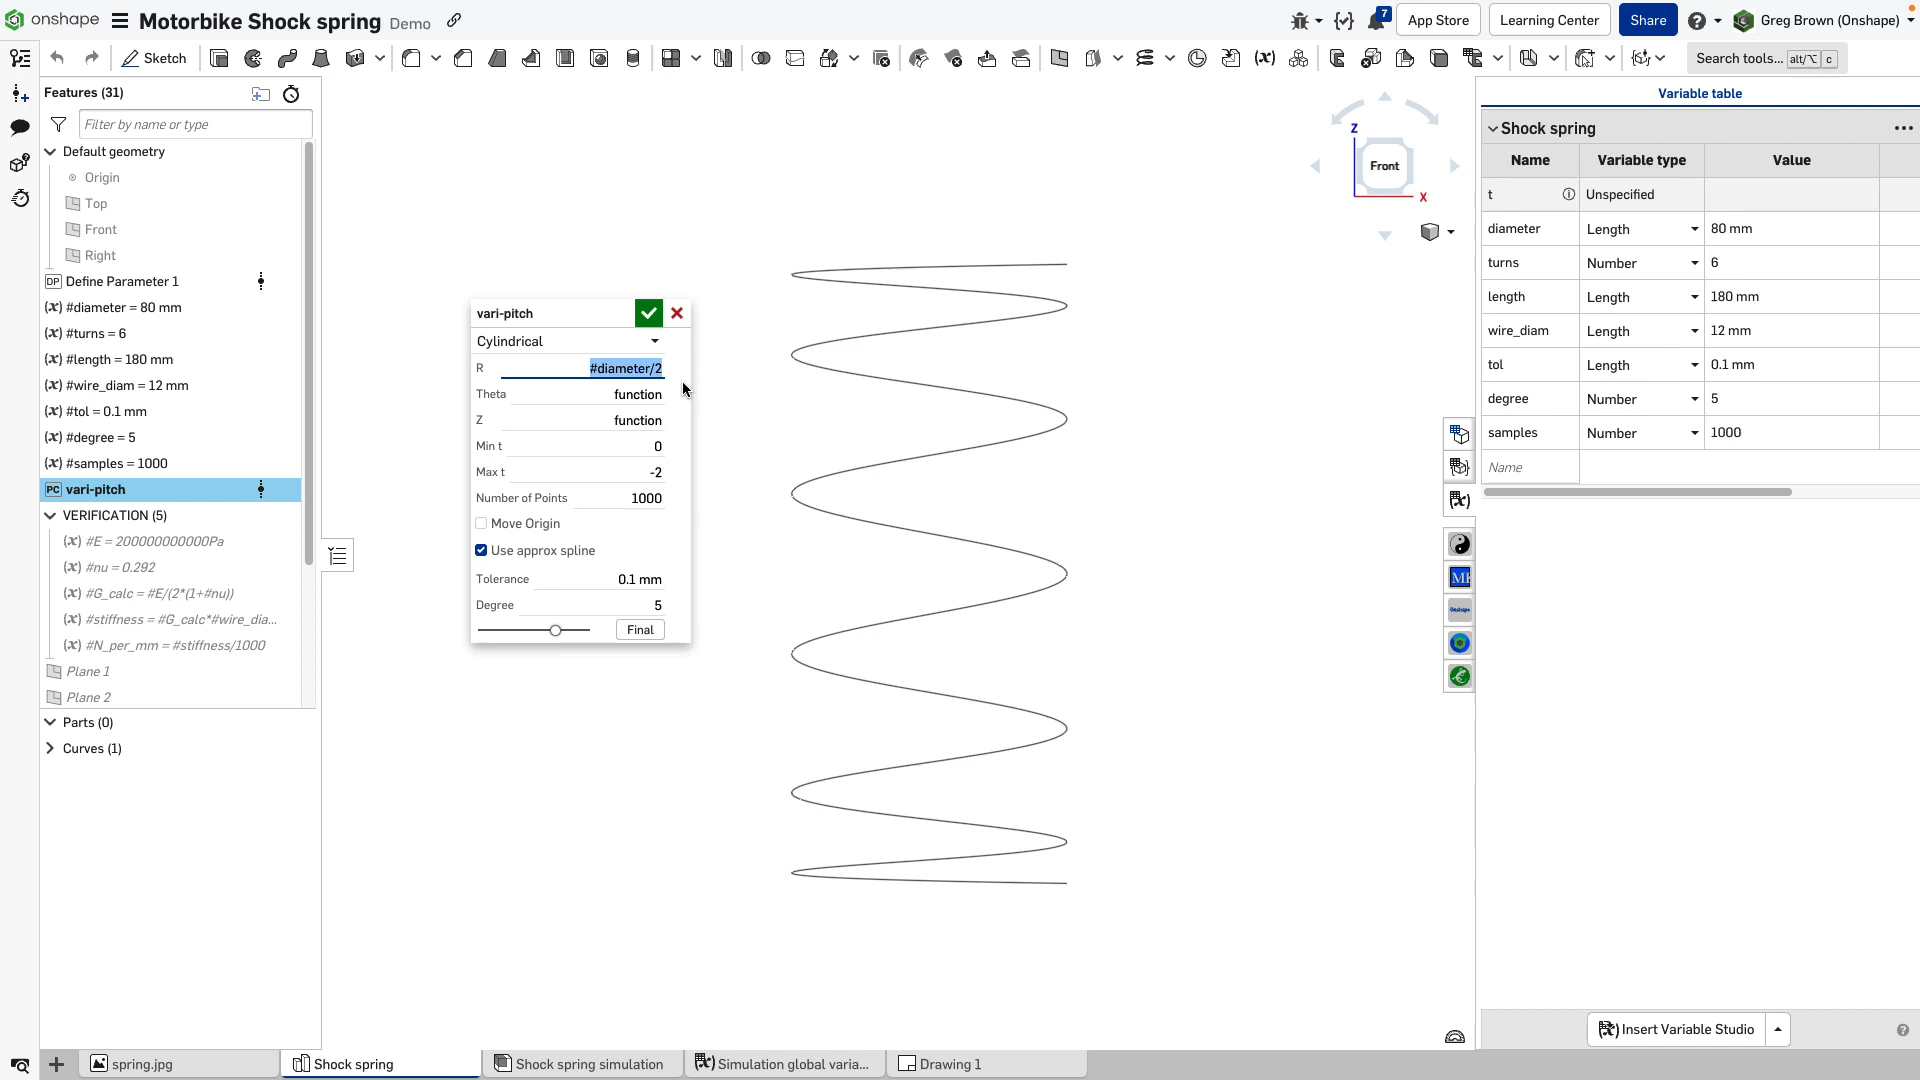 onshape
Motorbike Shock spring
Demo
7
App Store
Learning Center
Share
Greg Brown (Onshape)
Sketch
Search tools... alt/⌥ c
Features (31)
Filter by name or type
Default geometry
Origin
Top
Front
Right
DP Define Parameter 1
(x) #diameter = 80 mm
(x) #turns = 6
(x) #length = 180 mm
(x) #wire_diam = 12 mm
(x) #tol = 0.1 mm
(x) #degree = 5
(x) #samples = 1000
PC vari-pitch
VERIFICATION (5)
(x) #E = 200000000000Pa
(x) #nu = 0.292
(x) #G_calc = #E/(2*(1+#nu))
(x) #stiffness = #G_calc*#wire_dia...
(x) #N_per_mm = #stiffness/1000
Plane 1
Plane 2
Parts (0)
Curves (1)
vari-pitch
Cylindrical
R #diameter/2
Theta function
Z function
Min t 0
Max t -2
Number of Points 1000
Move Origin
Use approx spline
Tolerance 0.1 mm
Degree 5
Final
Z
Front
X
Variable table
Shock spring
Name Variable type Value
t Unspecified
diameter Length 80 mm
turns Number 6
length Length 180 mm
wire_diam Length 12 mm
tol Length 0.1 mm
degree Number 5
samples Number 1000
Name
(x) Insert Variable Studio
spring.jpg
Shock spring
Shock spring simulation
Simulation global varia...
Drawing 1